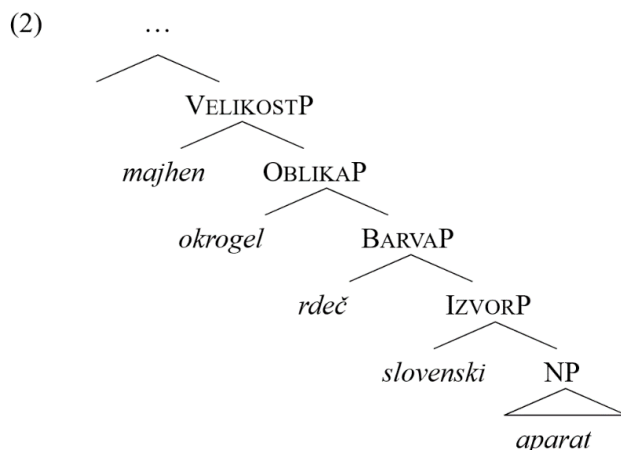 (2)
…
VELIKOSTP
majhen
OBLIKAP
okrogel
BARVAP
rdeč
IZVORP
slovenski
NP
aparat